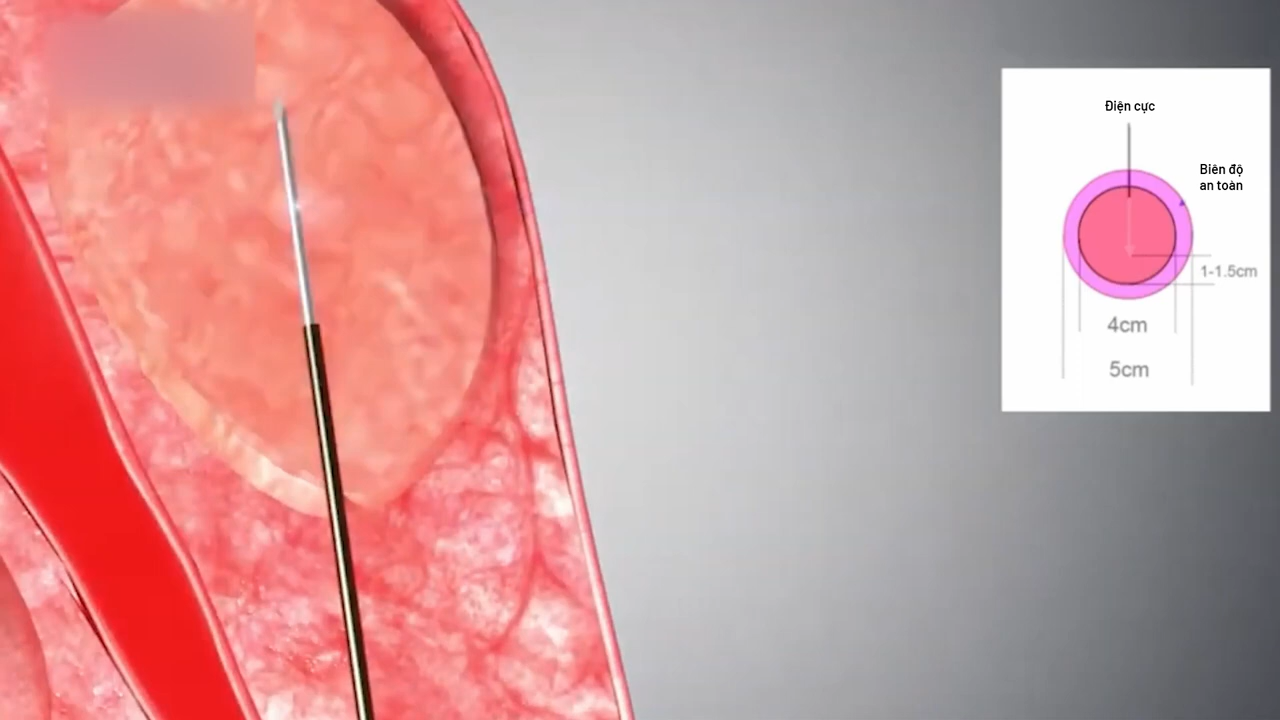 Điện cực
Biên độ
an toàn
1-1.5cm
4cm
5cm